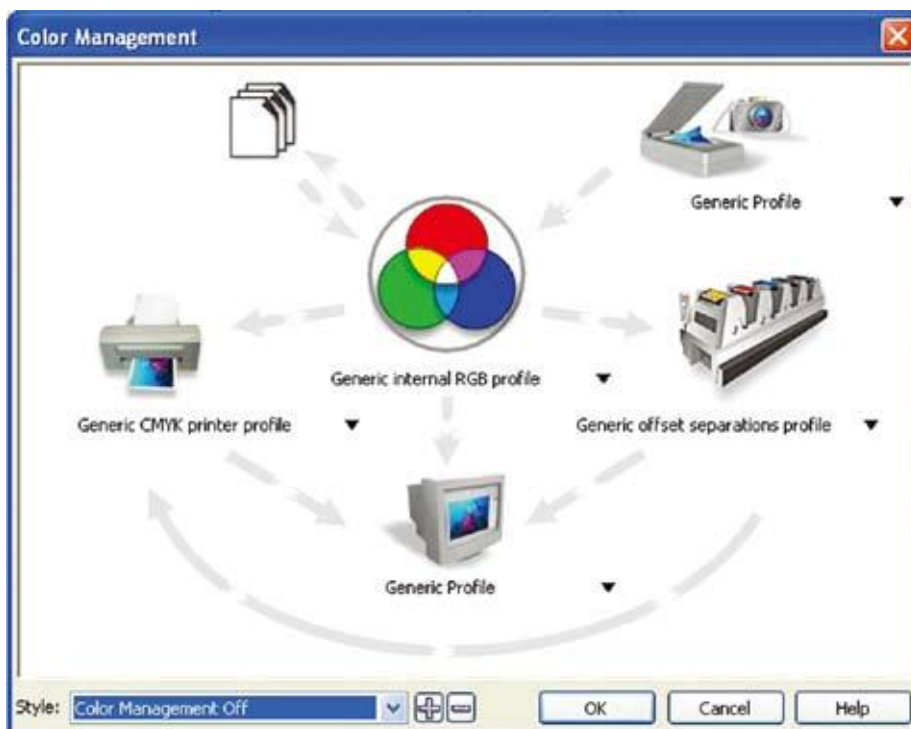 Color Management
Generic Profile
Generic internal RGB profile
Generic CMYK printer profile
Generic offset separations profile
Generic Profile
Style: Color Management Off
OK
Cancel
Help